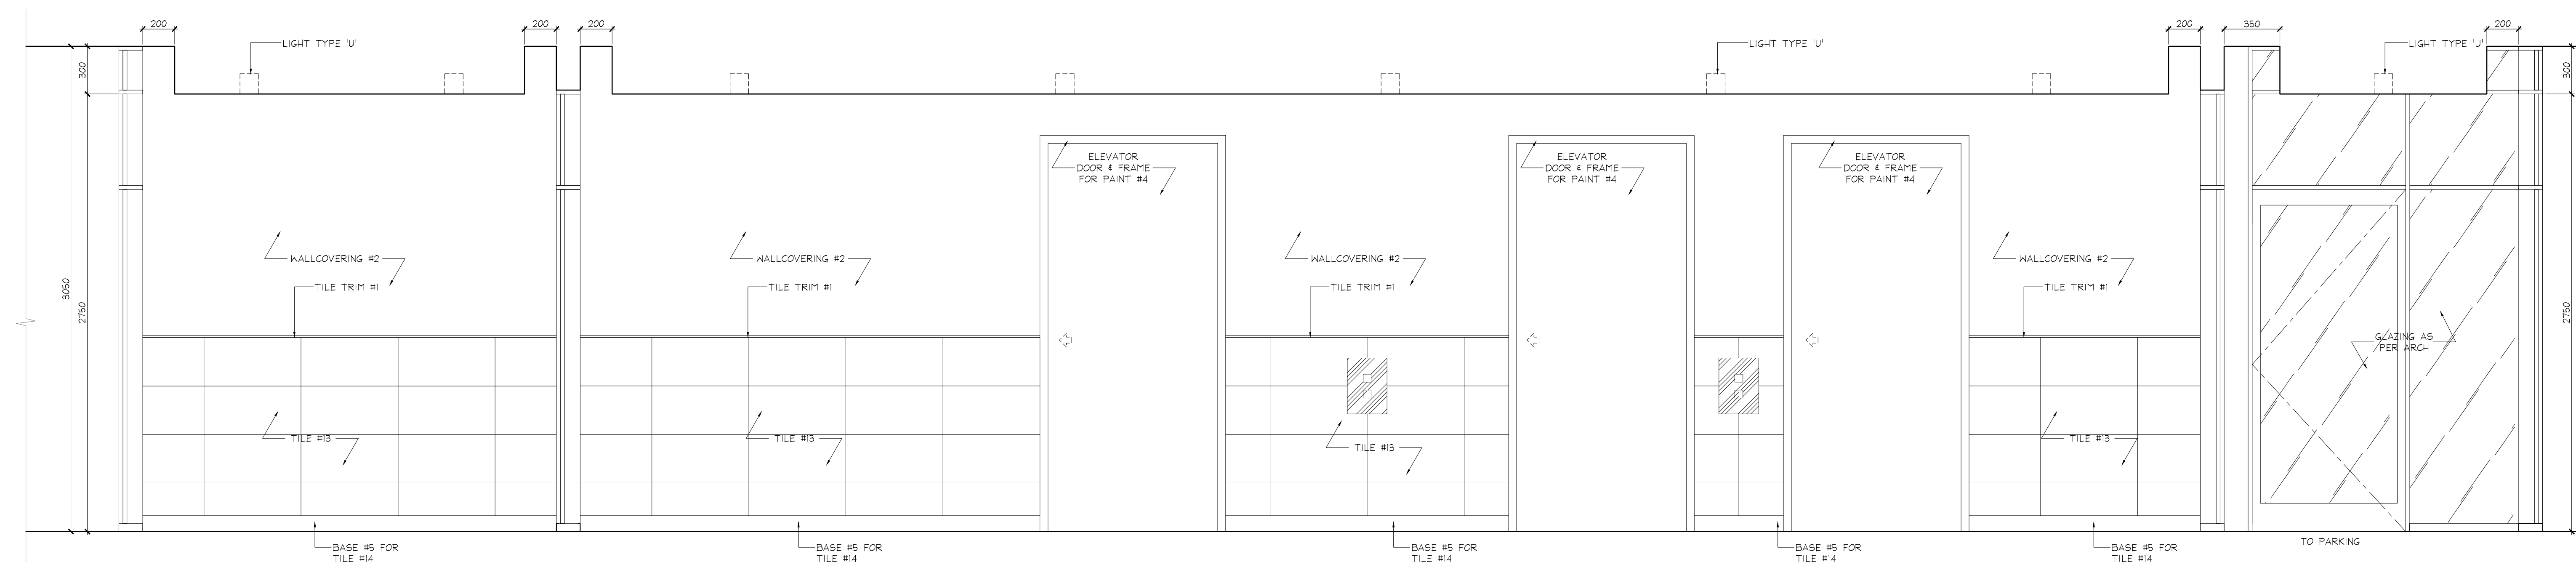 200
200
200
200
350
200
LIGHT TYPE 'U'
LIGHT TYPE 'U'
LIGHT TYPE 'U'
300
300
ELEVATOR
DOOR & FRAME
FOR PAINT #4
ELEVATOR
DOOR & FRAME
FOR PAINT #4
ELEVATOR
DOOR & FRAME
FOR PAINT #4
WALLCOVERING #2
WALLCOVERING #2
WALLCOVERING #2
WALLCOVERING #2
3050
2750
TILE TRIM #1
TILE TRIM #1
TILE TRIM #1
TILE TRIM #1
2750
GLAZING AS
PER ARCH
TILE #13
TILE #13
TILE #13
TILE #13
TO PARKING
BASE #5 FOR
TILE #14
BASE #5 FOR
TILE #14
BASE #5 FOR
TILE #14
BASE #5 FOR
TILE #14
BASE #5 FOR
TILE #14